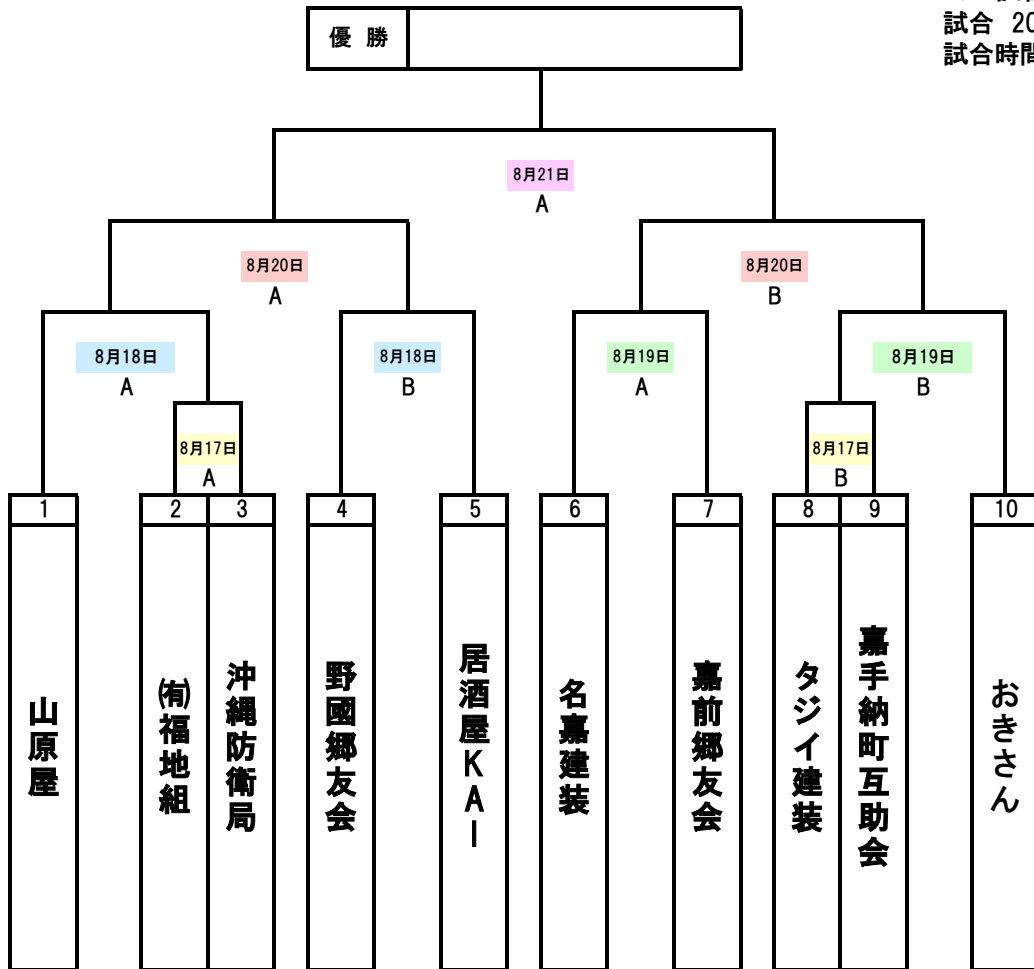 試合 20
試合時間
優 勝
8月21日
A
8月20日
A
8月20日
B
8月18日
A
8月18日
B
8月19日
A
8月19日
B
8月17日
A
8月17日
B
1
2
3
4
5
6
7
8
9
10
山原屋
㈲福地組
沖縄防衛局
野國郷友会
居酒屋KAI
名嘉建装
嘉前郷友会
タジイ建装
嘉手納町互助会
おきさん